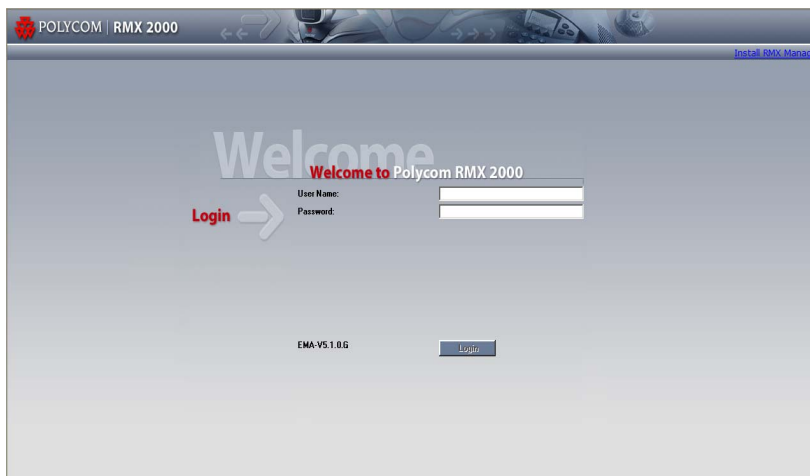 POLYCOM | RMX 2000
Install RMX Manag
Welcome
Welcome to Polycom RMX 2000
User Name:
Login
Password:
EMA-V5.1.0.6
Login